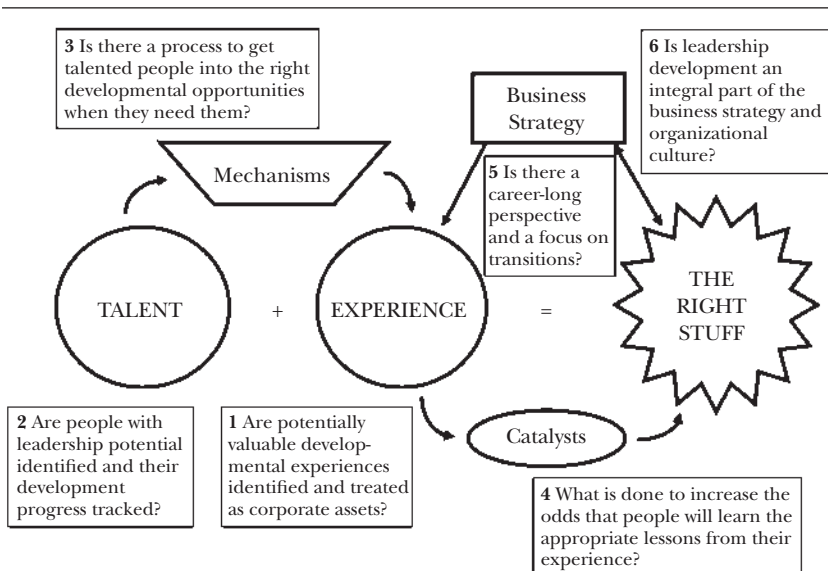 3 Is there a process to get
talented people into the right
developmental opportunities
when they need them?
Business
Strategy
6 Is leadership
development an
integral part of the
business strategy and
organizational
culture?
Mechanisms
5 Is there a
career-long
perspective
and a focus on
transitions?
TALENT
+
EXPERIENCE
=
THE
RIGHT
STUFF
2 Are people with
leadership potential
identified and their
development
progress tracked?
1 Are potentially
valuable develop-
mental experiences
identified and treated
as corporate assets?
Catalysts
4 What is done to increase the
odds that people will learn the
appropriate lessons from their
experience?